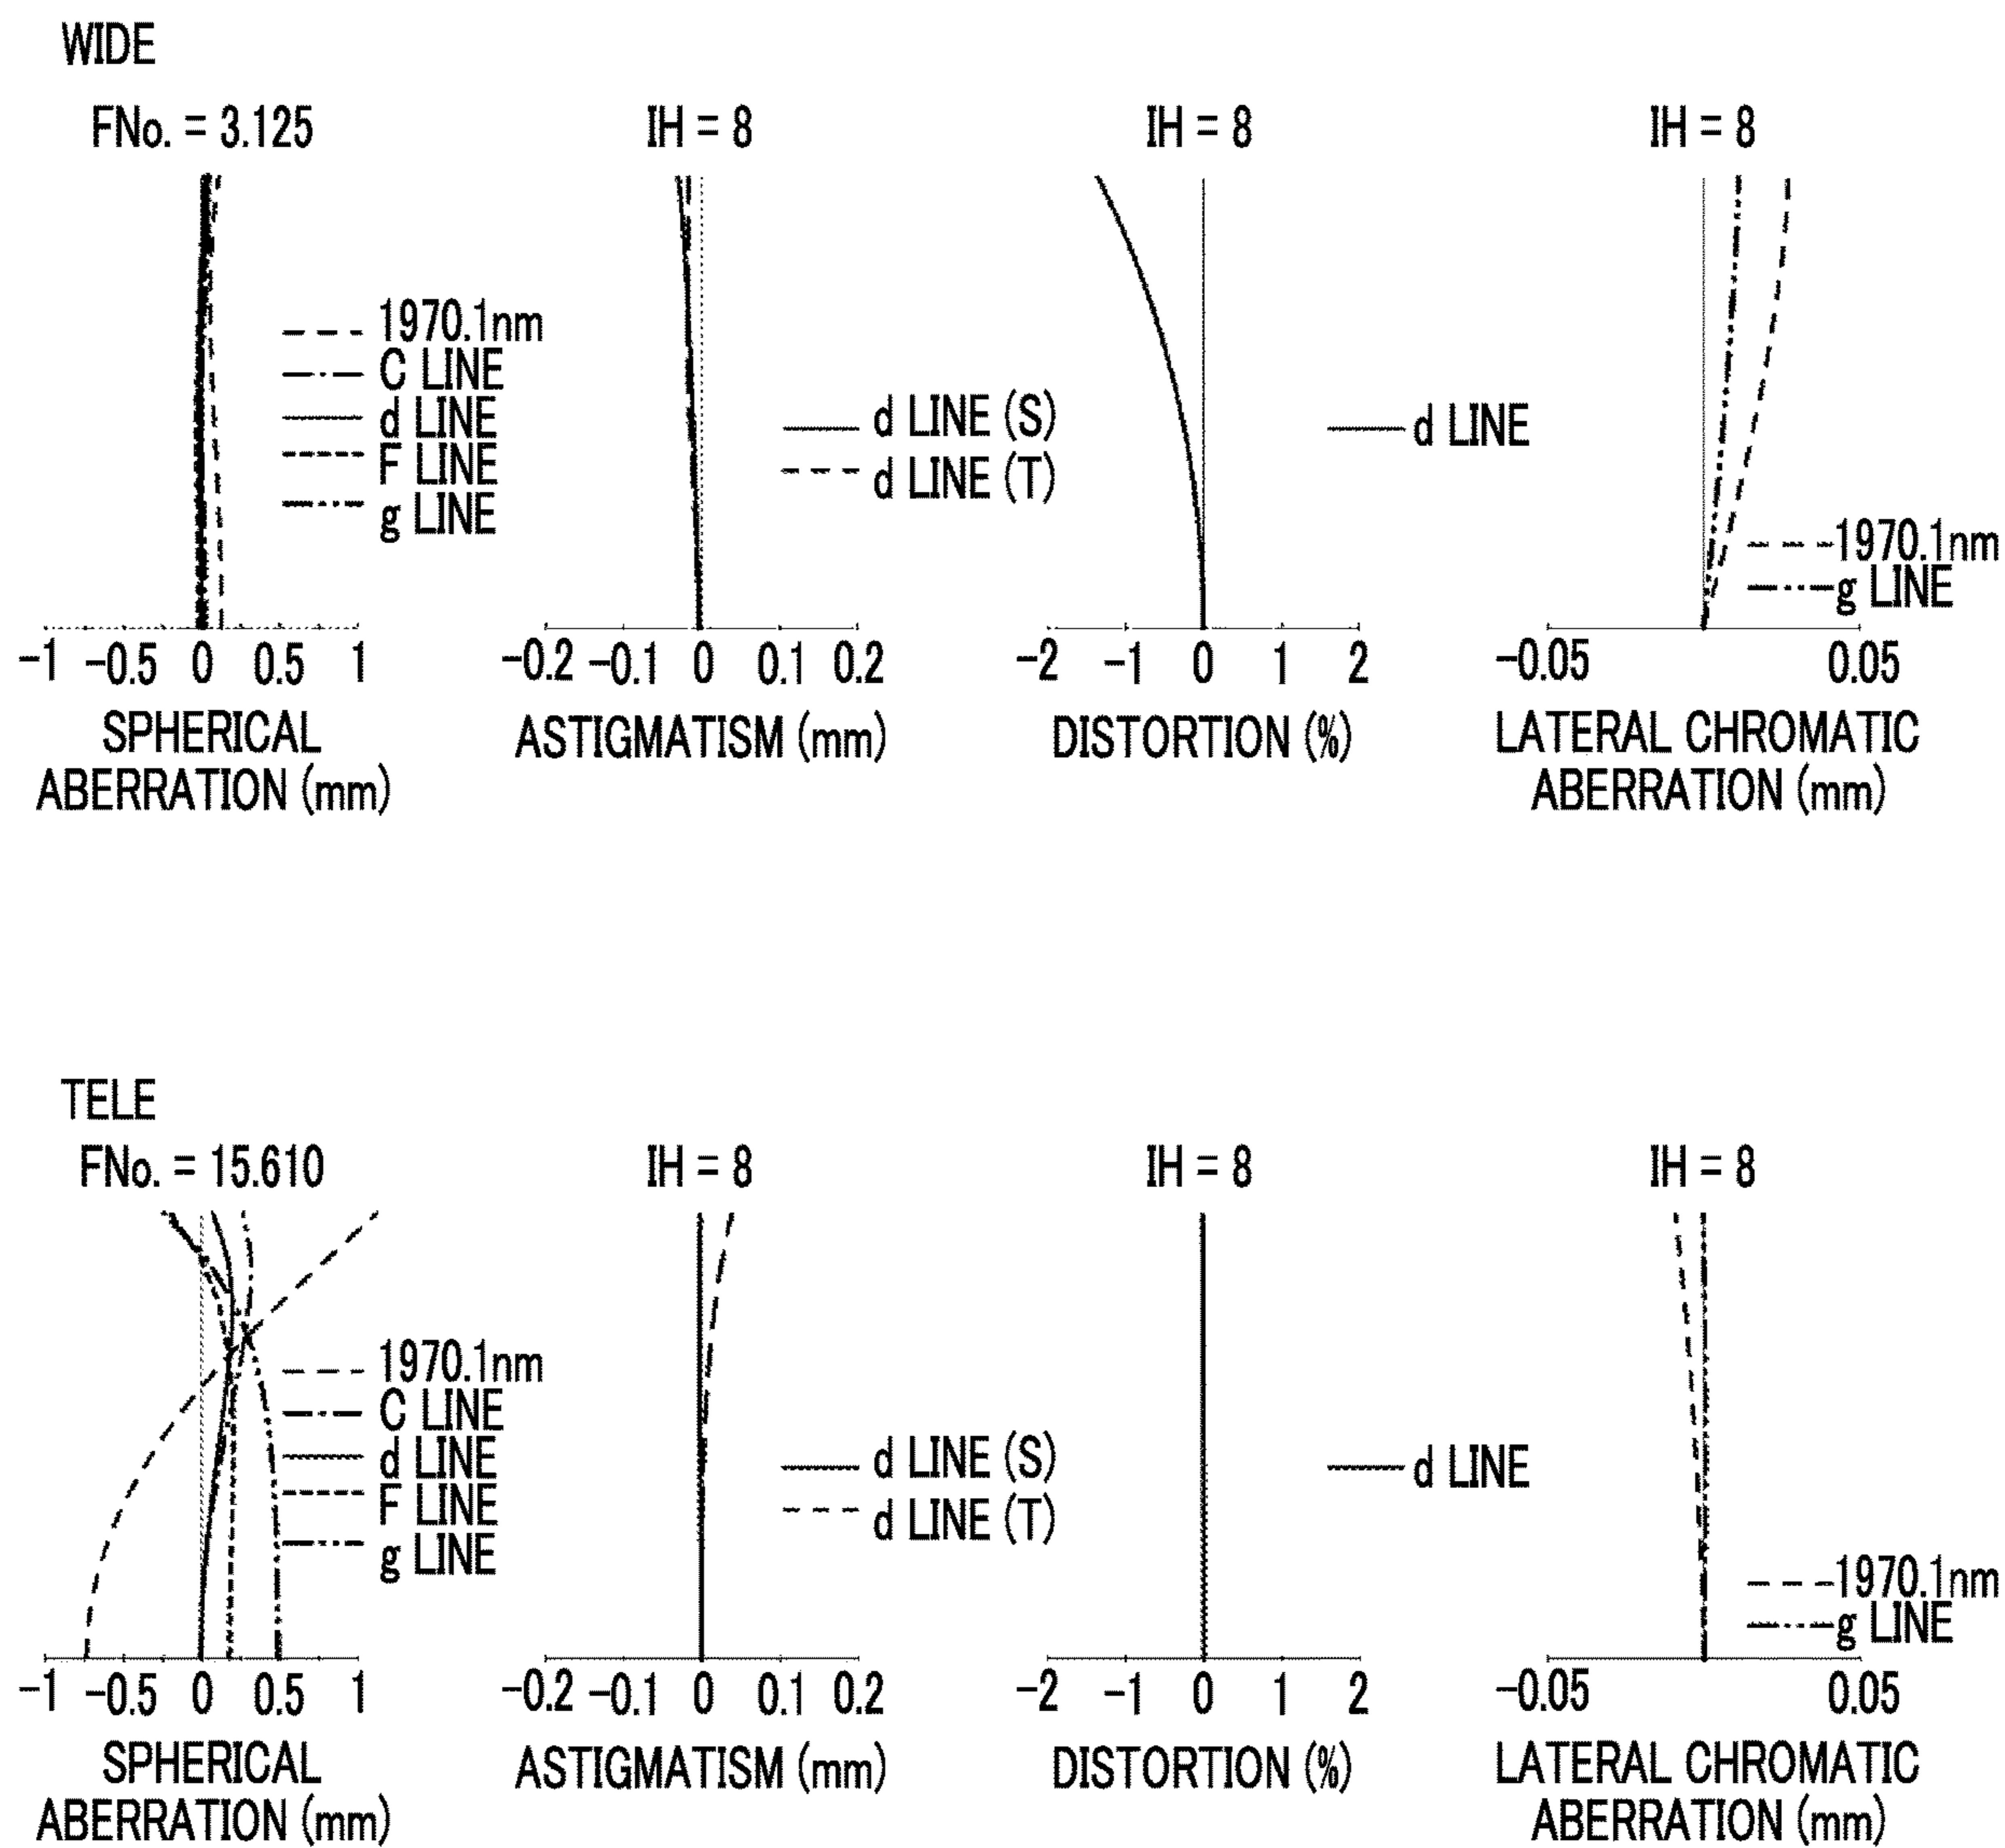 WIDE
FNo. = 3.125
IH = 8
IH = 8
IH = 8
1970.1nm
C LINE
d LINE
F LINE
g LINE
d LINE (S)
d LINE (T)
d LINE
1970.1nm
g LINE
-1 -0.5 0 0.5 1
-0.2 -0.1 0 0.1 0.2
-2 -1 0 1 2
-0.05 0.05
SPHERICAL
ABERRATION (mm)
ASTIGMATISM (mm)
DISTORTION (%)
LATERAL CHROMATIC
ABERRATION (mm)
TELE
FNo. = 15.610
IH = 8
IH = 8
IH = 8
1970.1nm
C LINE
d LINE
F LINE
g LINE
d LINE (S)
d LINE (T)
d LINE
1970.1nm
g LINE
-1 -0.5 0 0.5 1
-0.2 -0.1 0 0.1 0.2
-2 -1 0 1 2
-0.05 0.05
SPHERICAL
ABERRATION (mm)
ASTIGMATISM (mm)
DISTORTION (%)
LATERAL CHROMATIC
ABERRATION (mm)